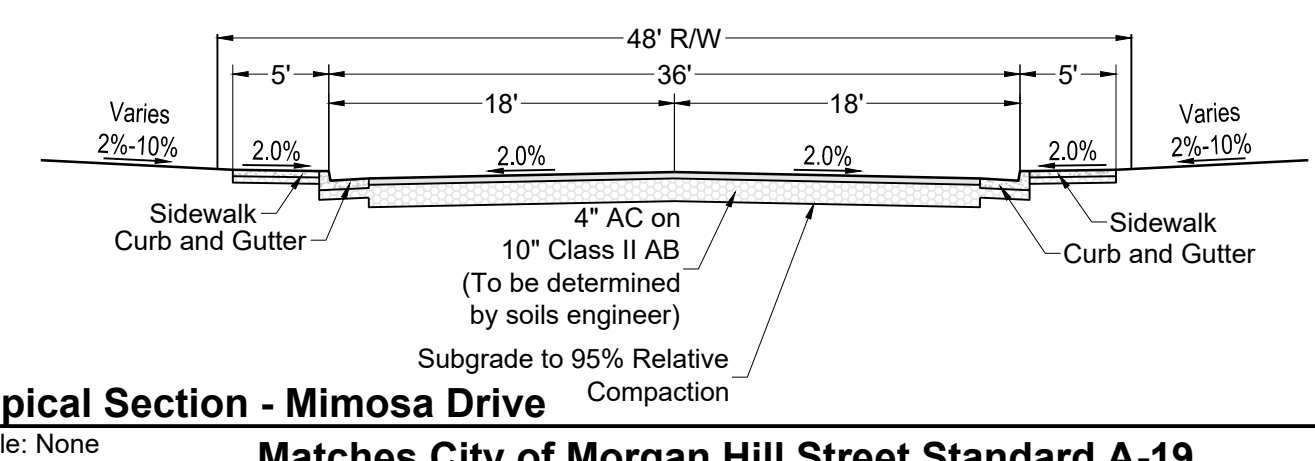 48' R/W
5'
36'
5'
18'
18'
Varies
2%-10%
2.0%
2.0%
2.0%
2.0%
Varies
2%-10%
Sidewalk
Curb and Gutter
4" AC on
10" Class II AB
(To be determined
by soils engineer)
Sidewalk
Curb and Gutter
Subgrade to 95% Relative
Compaction
pical Section - Mimosa Drive
le: None
Matches City of Morgan Hill Street Standard A-19